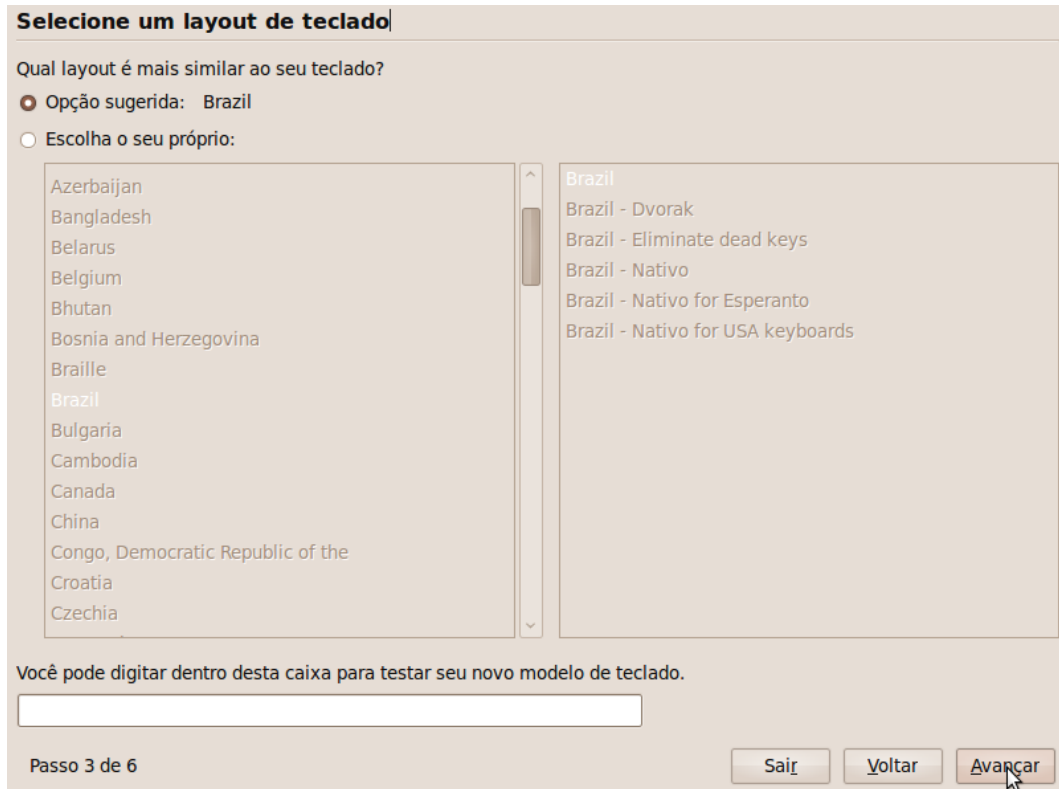 Selecione um layout de teclado
Qual layout é mais similar ao seu teclado?
Opção sugerida: Brazil
Escolha o seu próprio:
Azerbaijan
Bangladesh
Belarus
Belgium
Bhutan
Bosnia and Herzegovina
Braille
Brazil
Bulgaria
Cambodia
Canada
China
Congo, Democratic Republic of the
Croatia
Czechia
Brazil
Brazil - Dvorak
Brazil - Eliminate dead keys
Brazil - Nativo
Brazil - Nativo for Esperanto
Brazil - Nativo for USA keyboards
Você pode digitar dentro desta caixa para testar seu novo modelo de teclado.
Passo 3 de 6
Sair
Voltar
Avançar